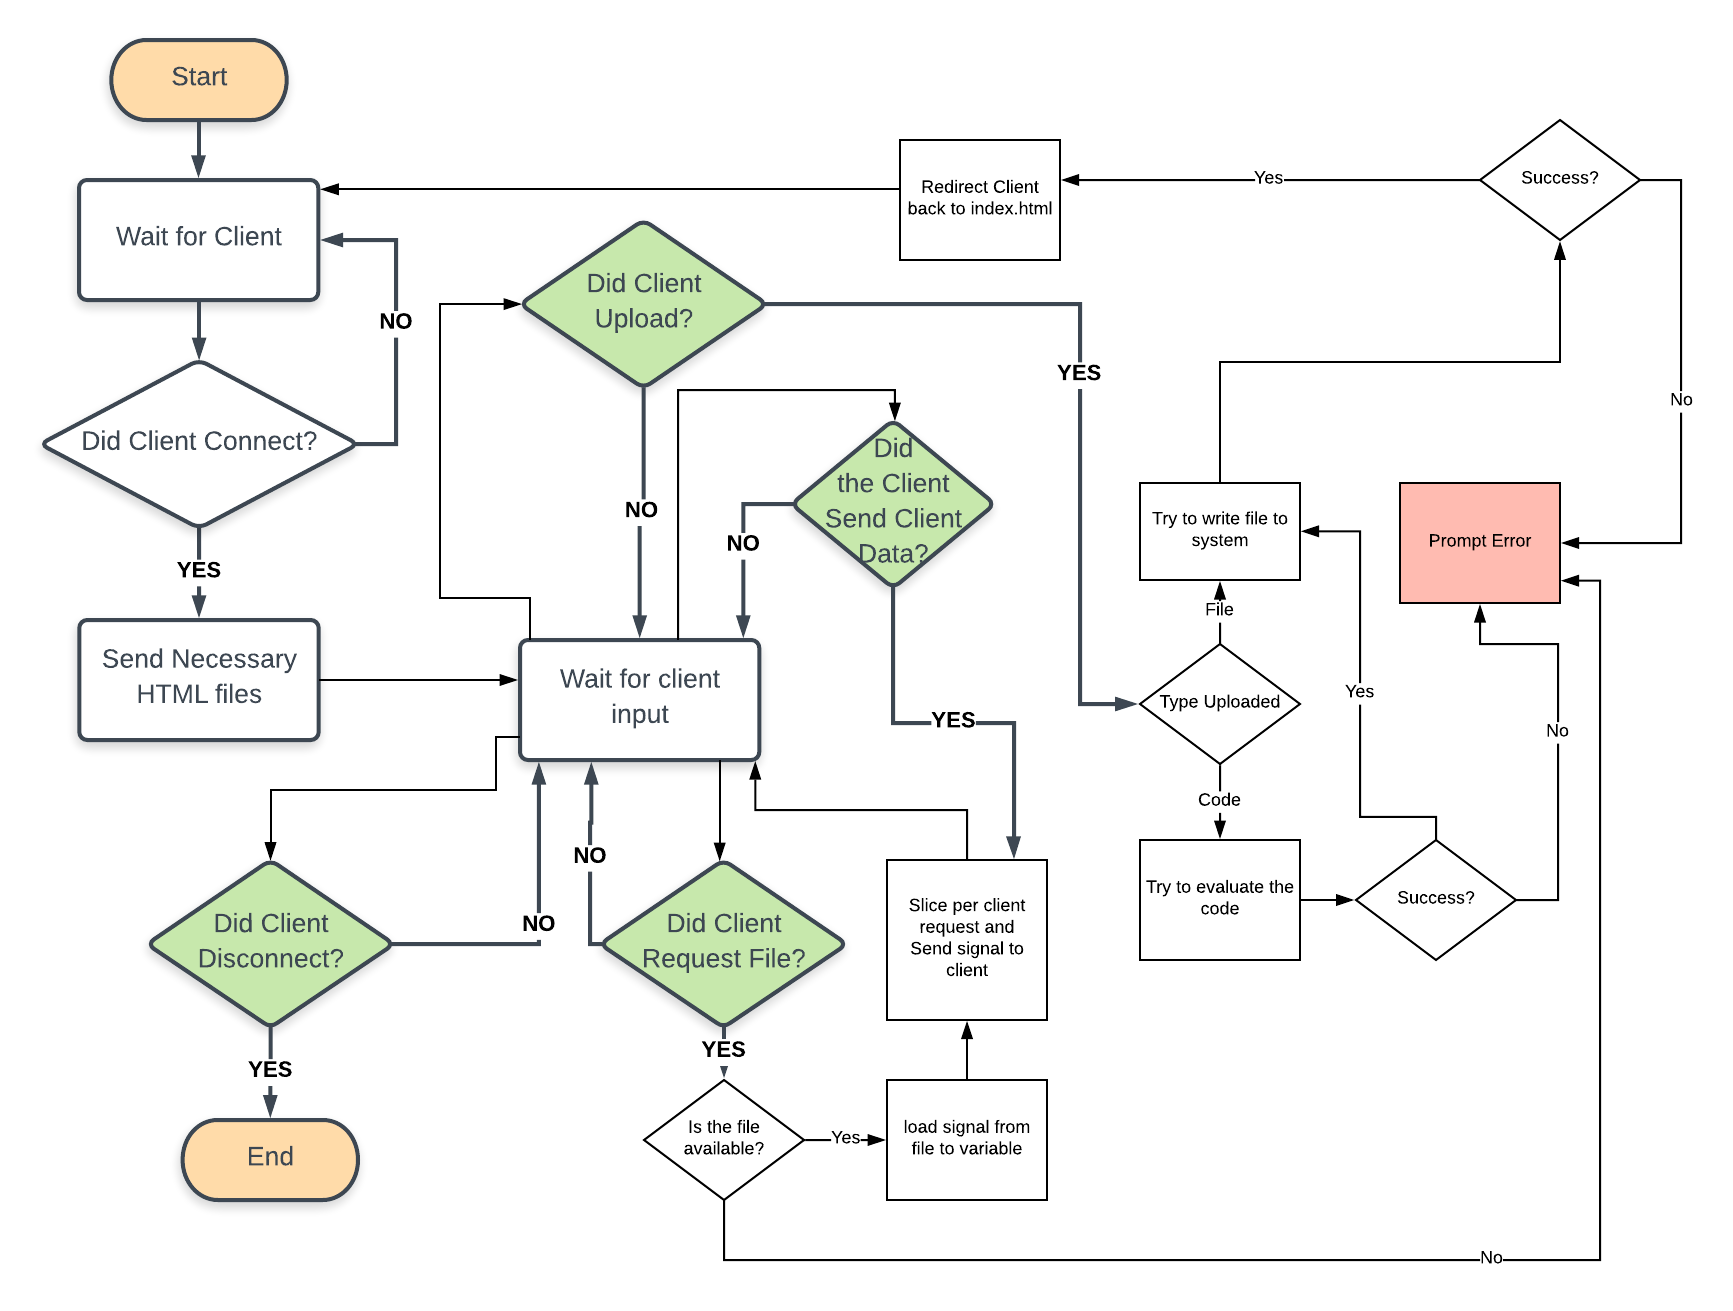 Start
Wait for Client
NO
Did Client Connect?
YES
Send Necessary
HTML files
Redirect Client
back to index.html
Yes
Success?
No
Did Client
Upload?
YES
NO
Did
the Client
Send Client
Data?
NO
YES
Wait for client
input
Try to write file to
system
Prompt Error
File
Type Uploaded
Code
Yes
No
Try to evaluate the
code
Success?
Did Client
Disconnect?
NO
YES
End
NO
Did Client
Request File?
YES
Slice per client
request and
Send signal to
client
Is the file
available?
Yes
load signal from
file to variable
No